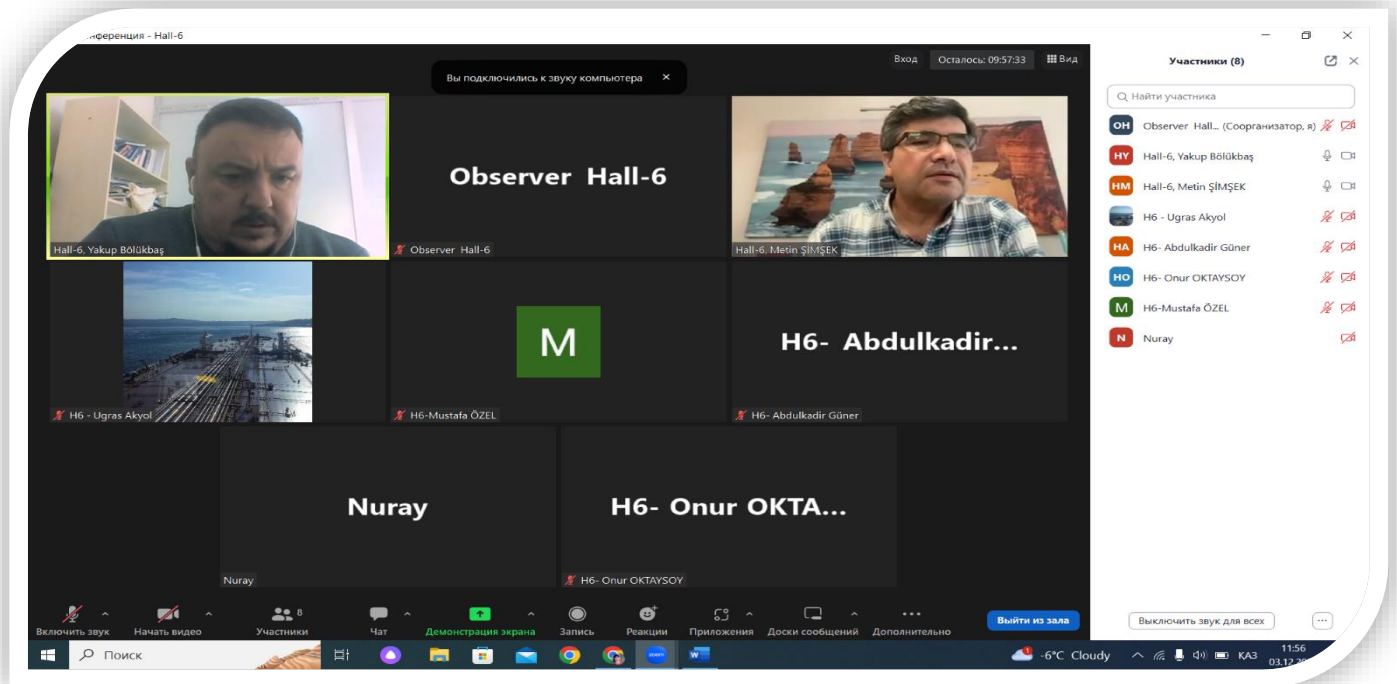 нференция - Hall-6
Вход
Осталось: 09:57:33
Вид
Вы подключились к звуку компьютера
Hall-6, Yakup Bölükbaş
Observer Hall-6
Observer Hall-6
Hall-6, Metin ŞİMŞEK
H6 - Ugras Akyol
M
H6-Mustafa ÖZEL
H6- Abdulkadir...
H6- Abdulkadir Güner
Nuray
Nuray
H6- Onur OKTA...
H6- Onur OKTAYSOY
Участники (8)
Найти участника
OH Observer Hall... (Соорганизатор, я)
HY Hall-6, Yakup Bölükbaş
HM Hall-6, Metin ŞİMŞEK
H6 - Ugras Akyol
HA H6- Abdulkadir Güner
HO H6- Onur OKTAYSOY
M H6-Mustafa ÖZEL
N Nuray
Выключить звук для всех
Включить звук
Начать видео
8
Участники
Чат
Демонстрация экрана
Запись
Реакции
Приложения
Доски сообщений
Дополнительно
Выйти из зала
Поиск
-6°C Cloudy
ҚАЗ
11:56
03.12.20